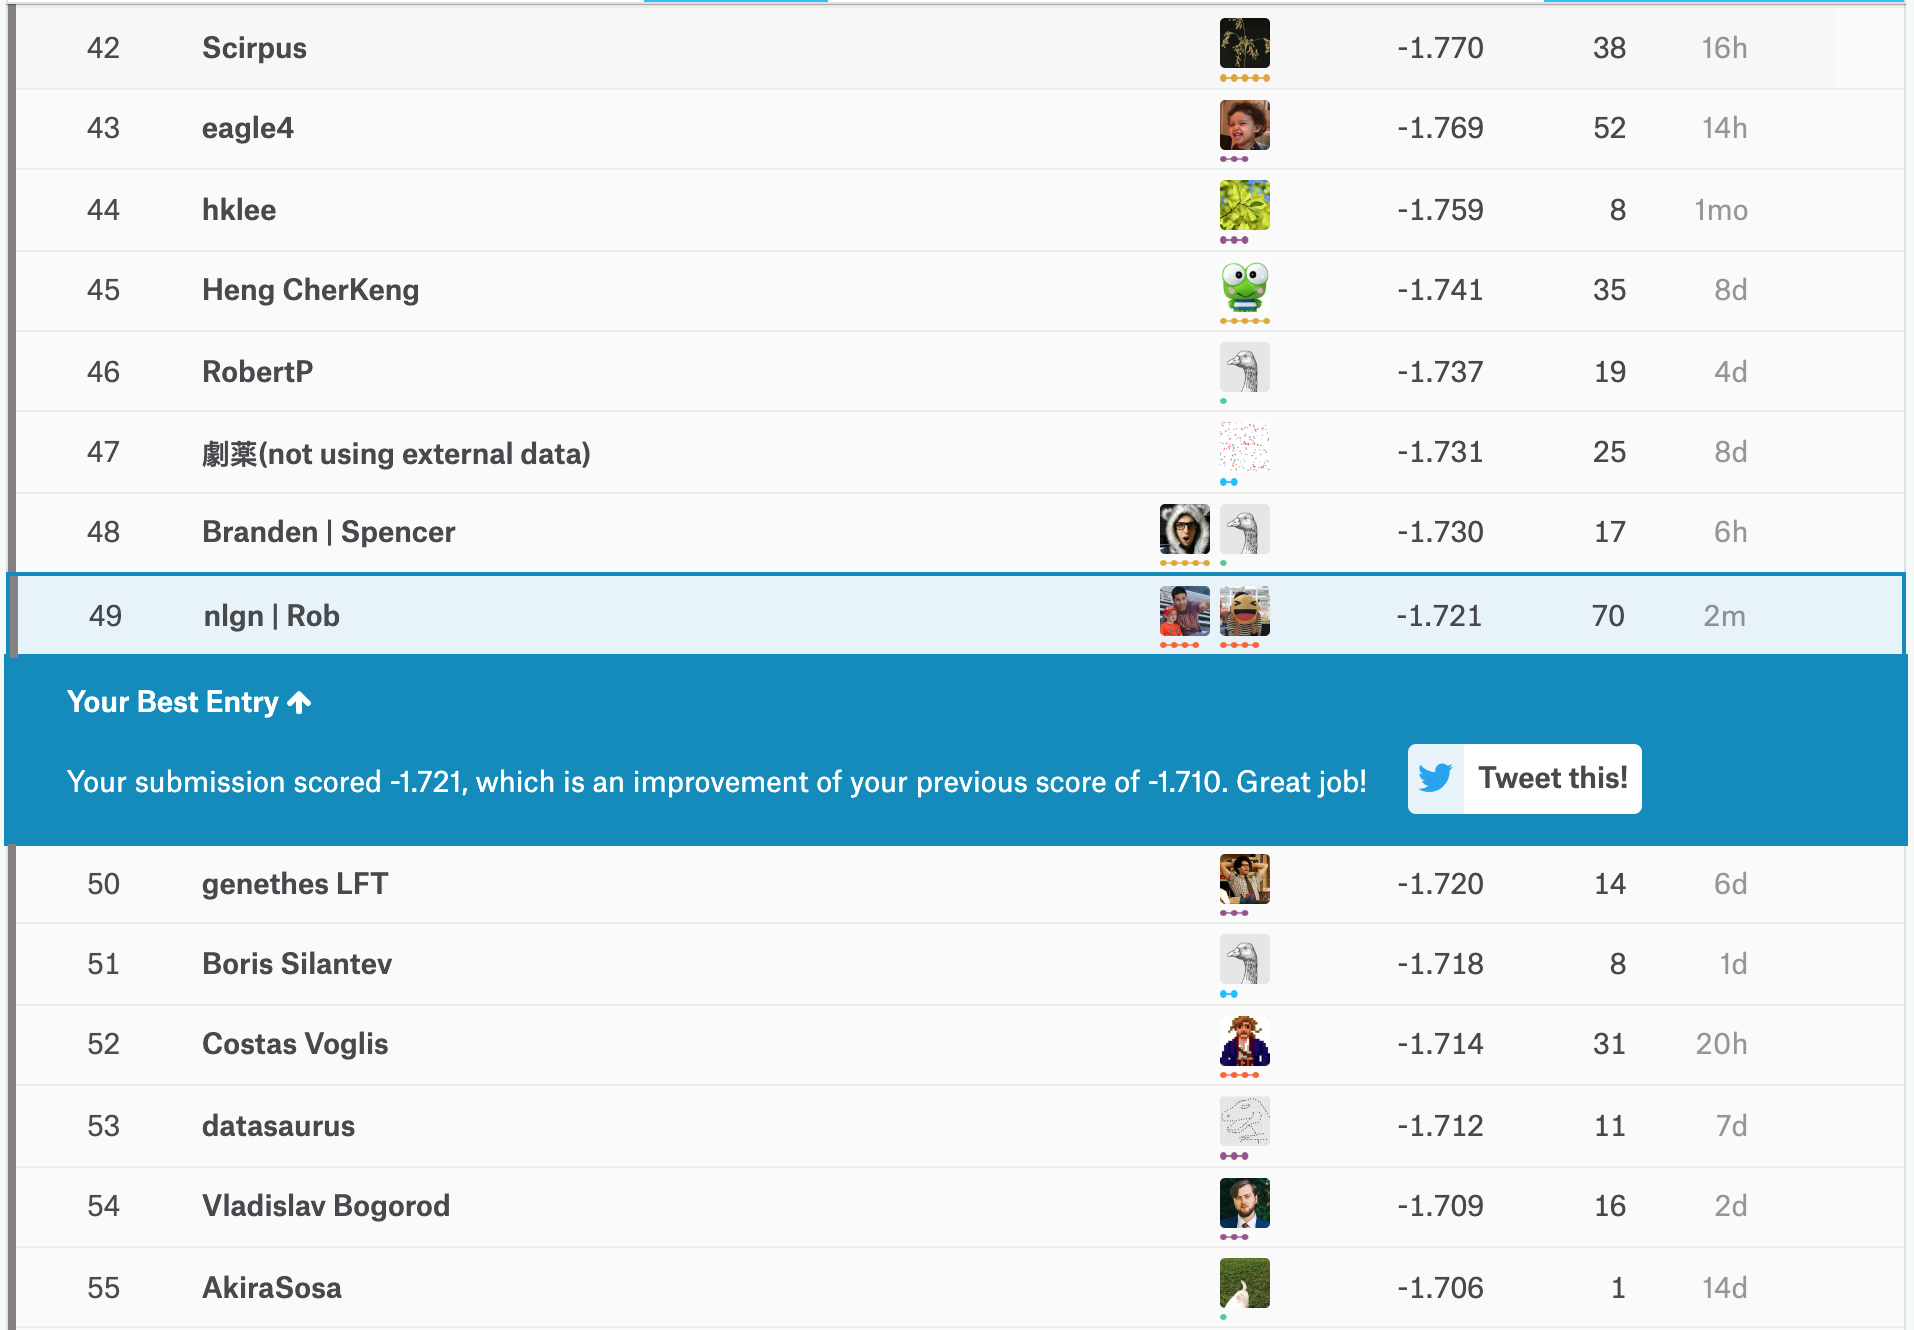 42 Scirpus -1.770 38 16h
43 eagle4 -1.769 52 14h
44 hklee -1.759 8 1mo
45 Heng CherKeng -1.741 35 8d
46 RobertP -1.737 19 4d
47 劇薬(not using external data) -1.731 25 8d
48 Branden | Spencer -1.730 17 6h
49 nlgn | Rob -1.721 70 2m
Your Best Entry ↑
Your submission scored -1.721, which is an improvement of your previous score of -1.710. Great job! Tweet this!
50 genethes LFT -1.720 14 6d
51 Boris Silantev -1.718 8 1d
52 Costas Voglis -1.714 31 20h
53 datasaurus -1.712 11 7d
54 Vladislav Bogorod -1.709 16 2d
55 AkiraSosa -1.706 1 14d